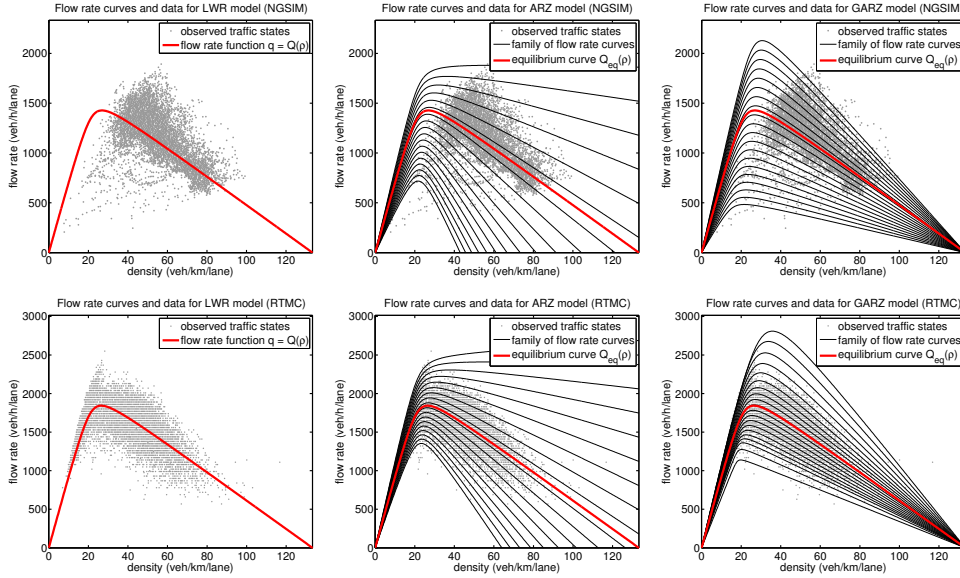 Flow rate curves and data for LWR model (NGSIM)
observed traffic states
flow rate function q = Q(ρ)
flow rate (veh/h/lane)
2000
1500
1000
500
0
0 20 40 60 80 100 120
density (veh/km/lane)
Flow rate curves and data for ARZ model (NGSIM)
observed traffic states
family of flow rate curves
equilibrium curve Q_eq(ρ)
flow rate (veh/h/lane)
2000
1500
1000
500
0
0 20 40 60 80 100 120
density (veh/km/lane)
Flow rate curves and data for GARZ model (NGSIM)
observed traffic states
family of flow rate curves
equilibrium curve Q_eq(ρ)
flow rate (veh/h/lane)
2000
1500
1000
500
0
0 20 40 60 80 100 120
density (veh/km/lane)
Flow rate curves and data for LWR model (RTMC)
observed traffic states
flow rate function q = Q(ρ)
flow rate (veh/h/lane)
3000
2500
2000
1500
1000
500
0
0 20 40 60 80 100 120
density (veh/km/lane)
Flow rate curves and data for ARZ model (RTMC)
observed traffic states
family of flow rate curves
equilibrium curve Q_eq(ρ)
flow rate (veh/h/lane)
3000
2500
2000
1500
1000
500
0
0 20 40 60 80 100 120
density (veh/km/lane)
Flow rate curves and data for GARZ model (RTMC)
observed traffic states
family of flow rate curves
equilibrium curve Q_eq(ρ)
flow rate (veh/h/lane)
3000
2500
2000
1500
1000
500
0
0 20 40 60 80 100 120
density (veh/km/lane)